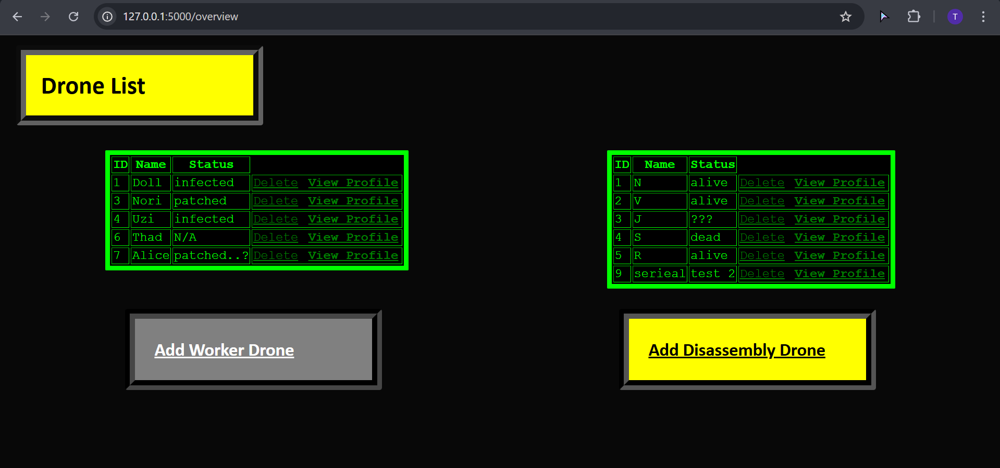 127.0.0.1:5000/overview
T
Drone List
ID Name Status
1 Doll infected Delete View Profile
3 Nori patched Delete View Profile
4 Uzi infected Delete View Profile
6 Thad N/A Delete View Profile
7 Alice patched..? Delete View Profile
ID Name Status
1 N alive Delete View Profile
2 V alive Delete View Profile
3 J ??? Delete View Profile
4 S dead Delete View Profile
5 R alive Delete View Profile
9 serieal test 2 Delete View Profile
Add Worker Drone
Add Disassembly Drone